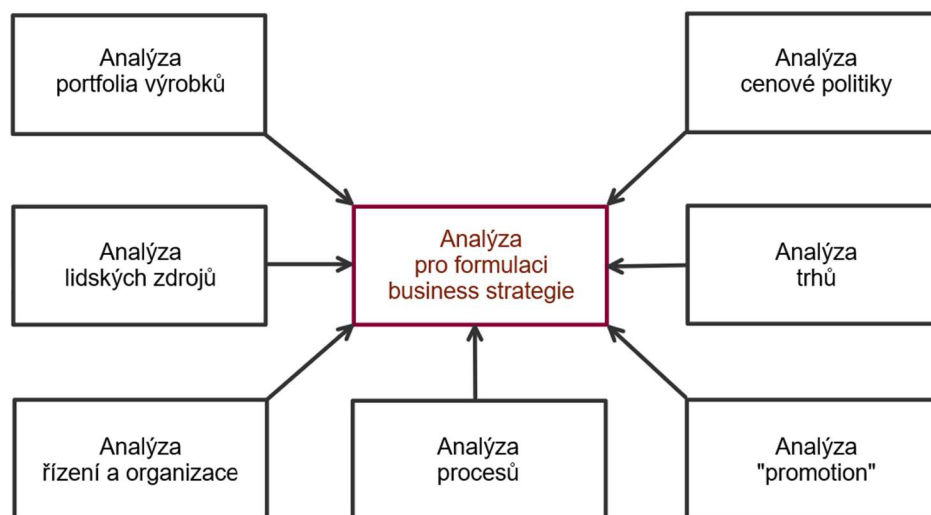 Analýza
portfolia výrobků
Analýza
cenové politiky
Analýza
lidských zdrojů
Analýza
pro formulaci
business strategie
Analýza
trhů
Analýza
řízení a organizace
Analýza
procesů
Analýza
"promotion"